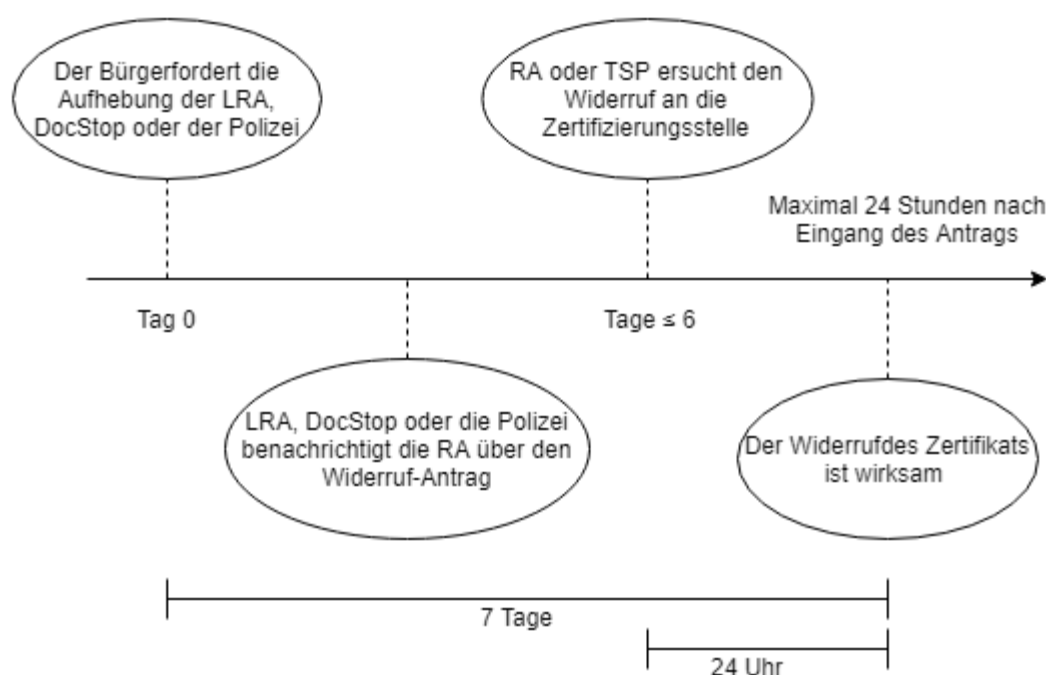 Der Bürgerfordert die
Aufhebung der LRA,
DocStop oder der Polizei
RA oder TSP ersucht den
Widerruf an die
Zertifizierungsstelle
Maximal 24 Stunden nach
Eingang des Antrags
Tag 0
Tage ≤ 6
LRA, DocStop oder die Polizei
benachrichtigt die RA über den
Widerruf-Antrag
Der Widerrufdes Zertifikats
ist wirksam
7 Tage
24 Uhr